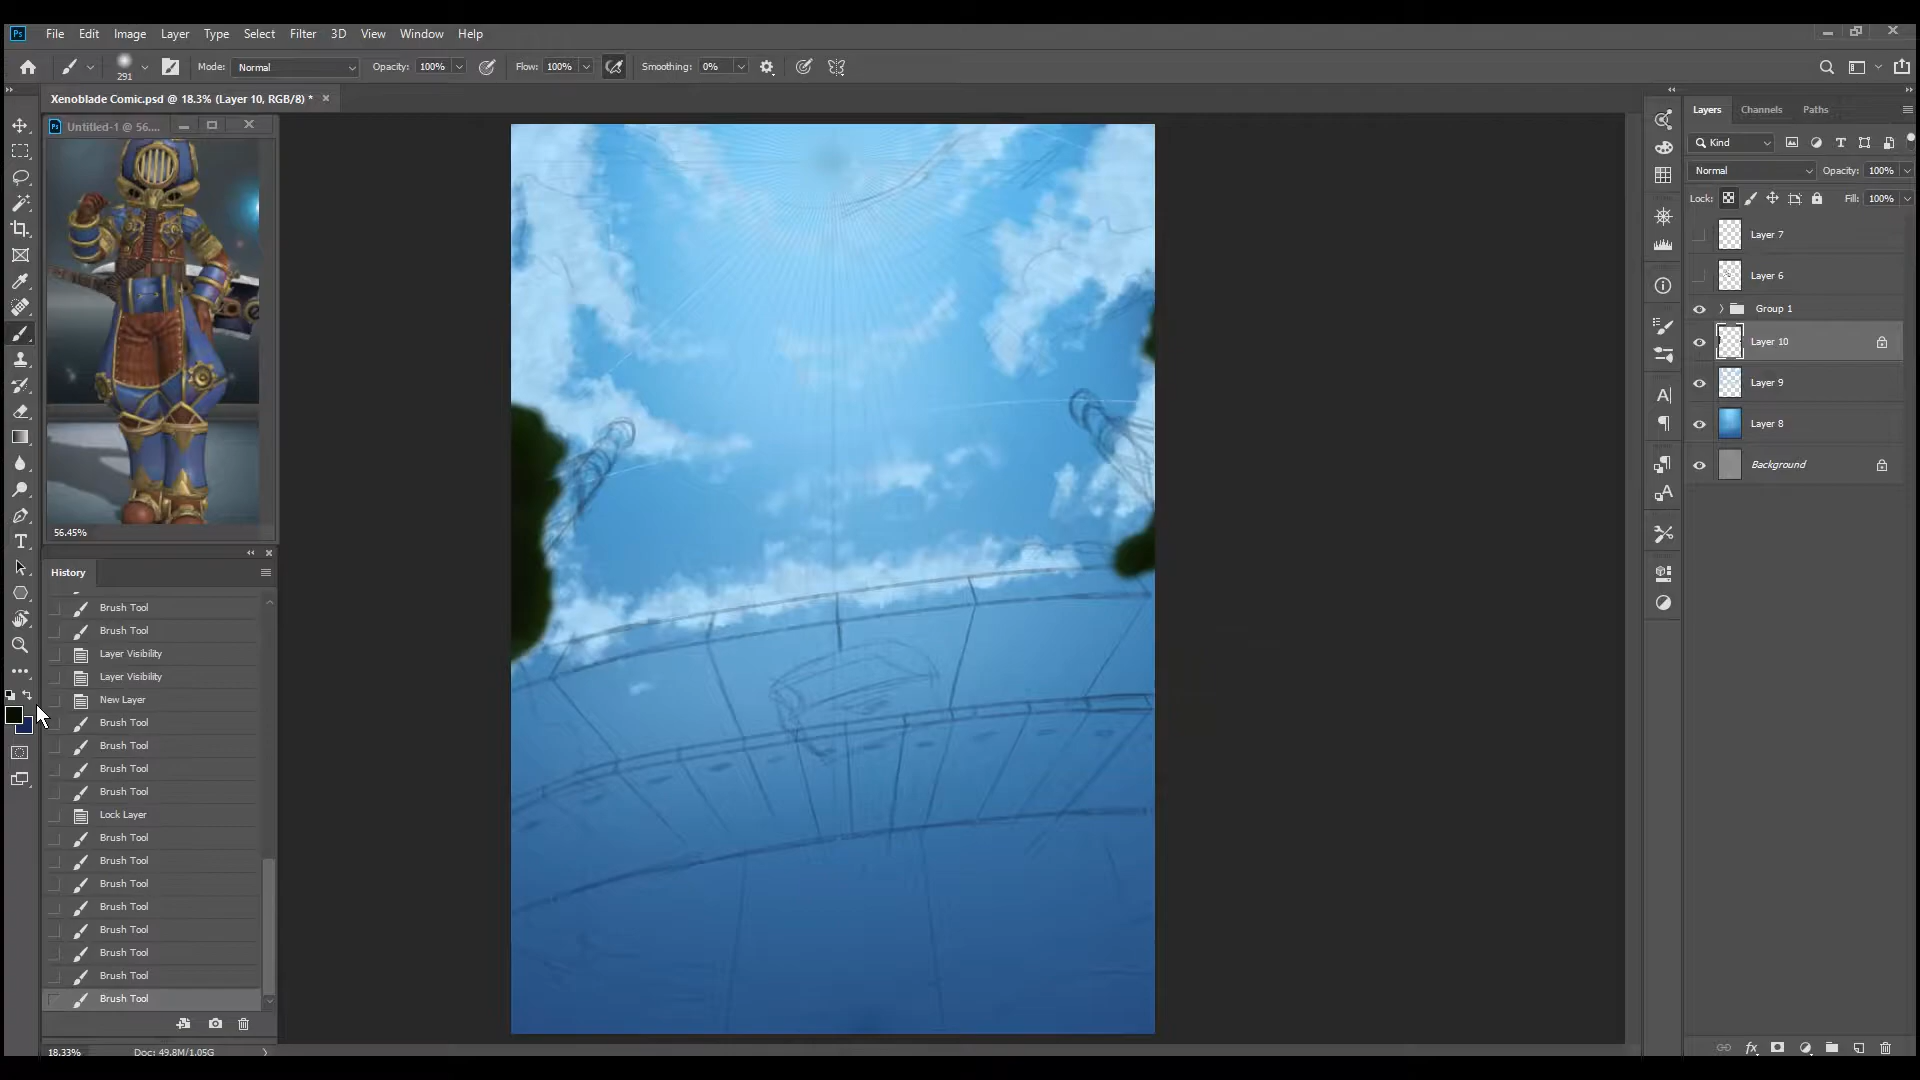 Ps File Edit Image Layer Type Select Filter 3D View Window Help
291 Mode: Normal Opacity: 100% Flow: 100% Smoothing: 0%
Xenoblade Comic.psd @ 18.3% (Layer 10, RGB/8) *
Ps Untitled-1 @ 56....
56.45%
History
Brush Tool
Brush Tool
Layer Visibility
Layer Visibility
New Layer
Brush Tool
Brush Tool
Brush Tool
Brush Tool
Lock Layer
Brush Tool
Brush Tool
Brush Tool
Brush Tool
Brush Tool
Brush Tool
Brush Tool
Brush Tool
18.33% Doc: 49.8M/1.05G
Layers Channels Paths
Kind
Normal Opacity: 100%
Lock: Fill: 100%
Layer 7
Layer 6
Group 1
Layer 10
Layer 9
Layer 8
Background